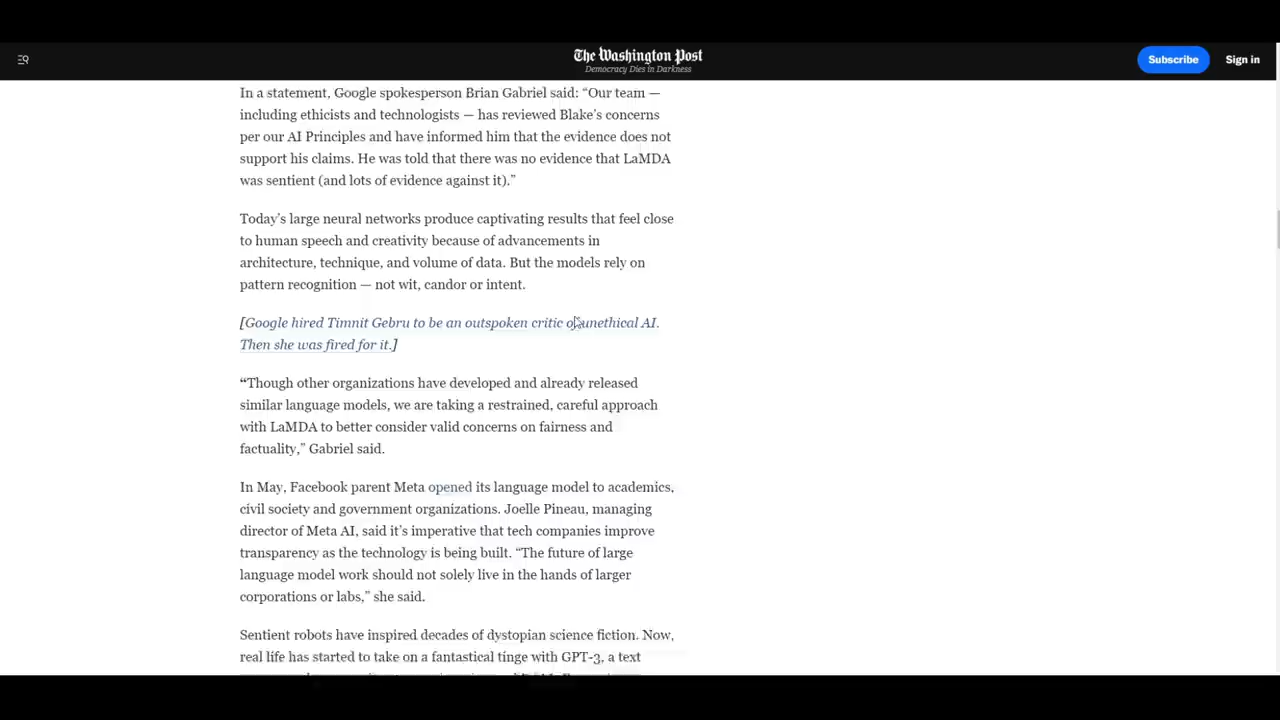 The Washington Post
Democracy Dies in Darkness
Subscribe
Sign in
In a statement, Google spokesperson Brian Gabriel said: “Our team —
including ethicists and technologists — has reviewed Blake’s concerns
per our AI Principles and have informed him that the evidence does not
support his claims. He was told that there was no evidence that LaMDA
was sentient (and lots of evidence against it).”
Today’s large neural networks produce captivating results that feel close
to human speech and creativity because of advancements in
architecture, technique, and volume of data. But the models rely on
pattern recognition — not wit, candor or intent.
[Google hired Timnit Gebru to be an outspoken critic of unethical AI.
Then she was fired for it.]
“Though other organizations have developed and already released
similar language models, we are taking a restrained, careful approach
with LaMDA to better consider valid concerns on fairness and
factuality,” Gabriel said.
In May, Facebook parent Meta opened its language model to academics,
civil society and government organizations. Joelle Pineau, managing
director of Meta AI, said it’s imperative that tech companies improve
transparency as the technology is being built. “The future of large
language model work should not solely live in the hands of larger
corporations or labs,” she said.
Sentient robots have inspired decades of dystopian science fiction. Now,
real life has started to take on a fantastical tinge with GPT-3, a text